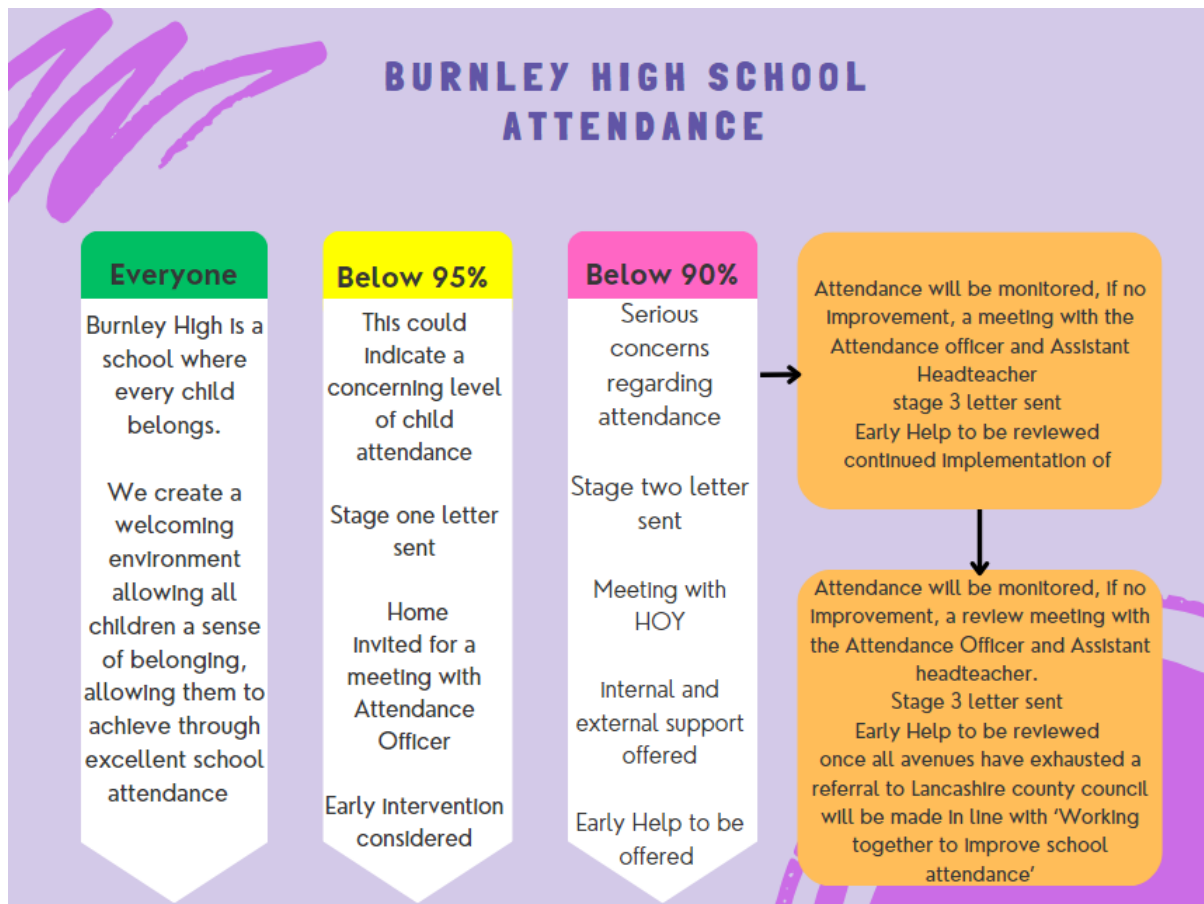 BURNLEY HIGH SCHOOL
ATTENDANCE
Everyone
Burnley High is a
school where
every child
belongs.
We create a
welcoming
environment
allowing all
children a sense
of belonging,
allowing them to
achieve through
excellent school
attendance
Below 95%
This could
indicate a
concerning level
of child
attendance
Stage one letter
sent
Home
invited for a
meeting with
Attendance
Officer
Early intervention
considered
Below 90%
Serious
concerns
regarding
attendance
Stage two letter
sent
Meeting with
HOY
internal and
external support
offered
Early Help to be
offered
Attendance will be monitored, if no
improvement, a meeting with the
Attendance officer and Assistant
Headteacher
stage 3 letter sent
Early Help to be reviewed
continued implementation of
Attendance will be monitored, if no
improvement, a review meeting with
the Attendance Officer and Assistant
headteacher.
Stage 3 letter sent
Early Help to be reviewed
once all avenues have exhausted a
referral to Lancashire county council
will be made in line with ‘Working
together to improve school
attendance’